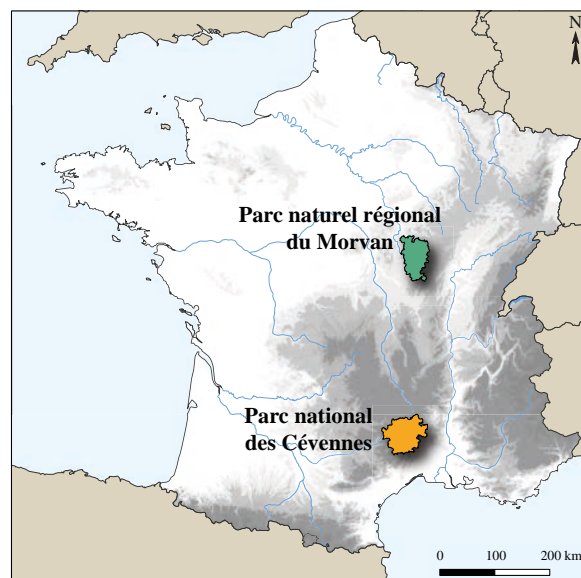 N
Parc naturel régional
du Morvan
Parc national
des Cévennes
0 100 200 km